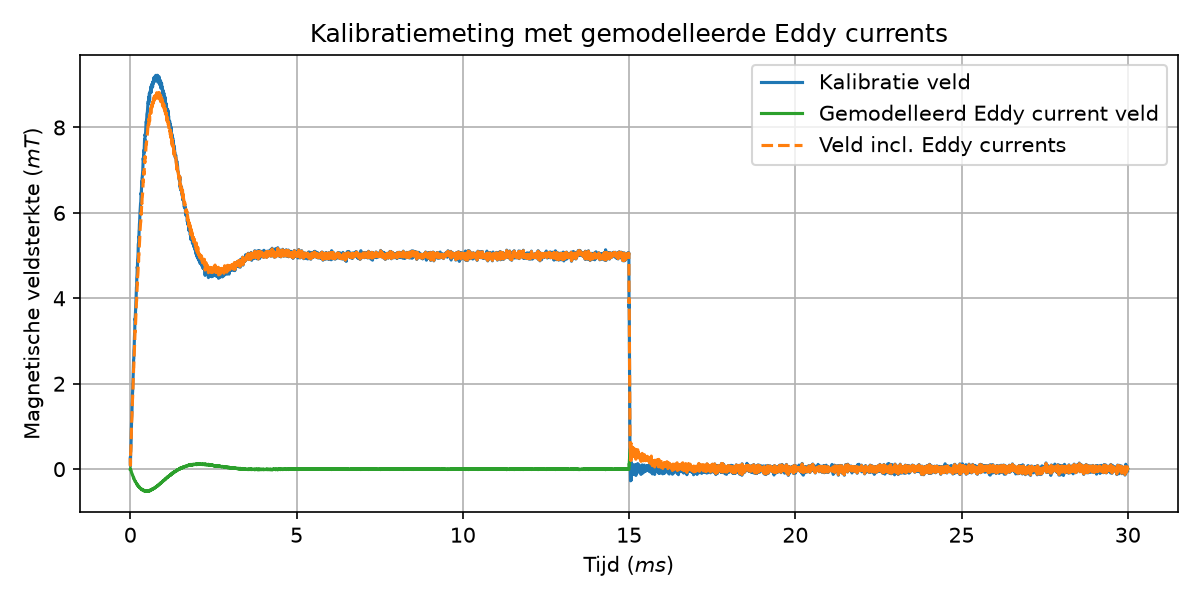 Kalibratiemeting met gemodelleerde Eddy currents
Kalibratie veld
Gemodelleerd Eddy current veld
Veld incl. Eddy currents
Magnetische veldsterkte (mT)
8
6
4
2
0
0 5 10 15 20 25 30
Tijd (ms)